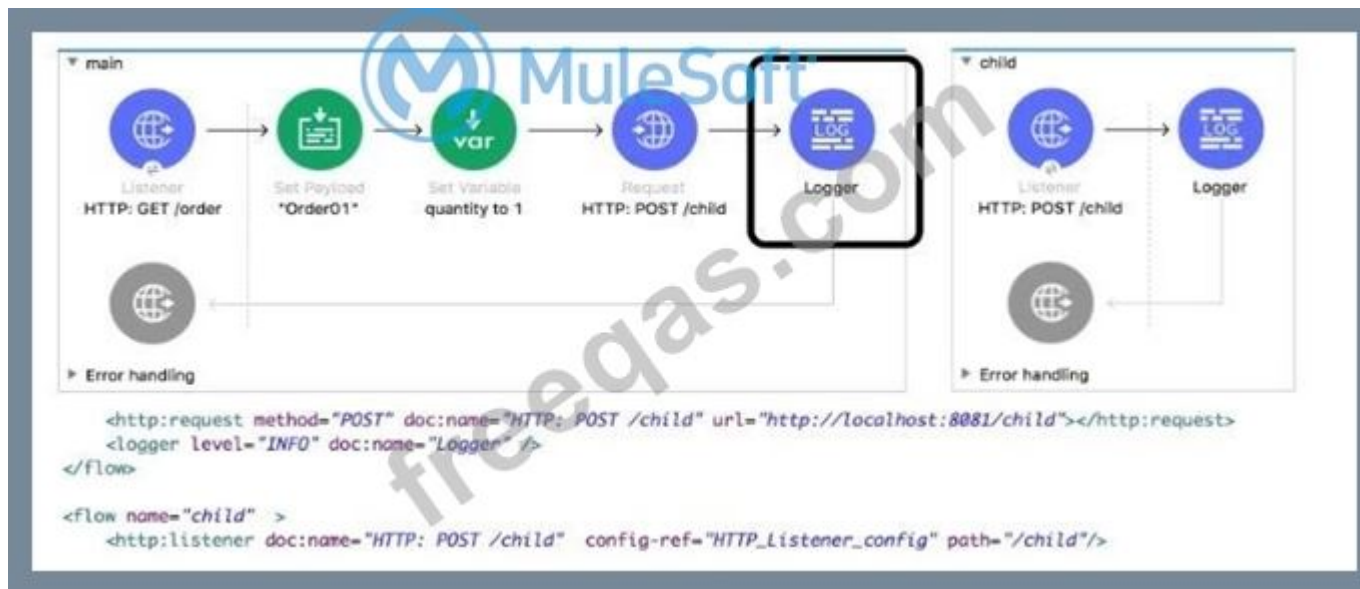 MuleSoft
main
child
var
LOG
LOG
Listener
HTTP: GET /order
Set Payload
"Order01"
Set Variable
quantity to 1
Request
HTTP: POST /child
Logger
Listener
HTTP: POST /child
Logger
Error handling
Error handling
freeqas.com
<http:request method="POST" doc:name="HTTP: POST /child" url="http://localhost:8081/child"></http:request>
<logger level="INFO" doc:name="Logger" />
</flow>
<flow name="child" >
<http:listener doc:name="HTTP: POST /child" config-ref="HTTP_Listener_config" path="/child"/>